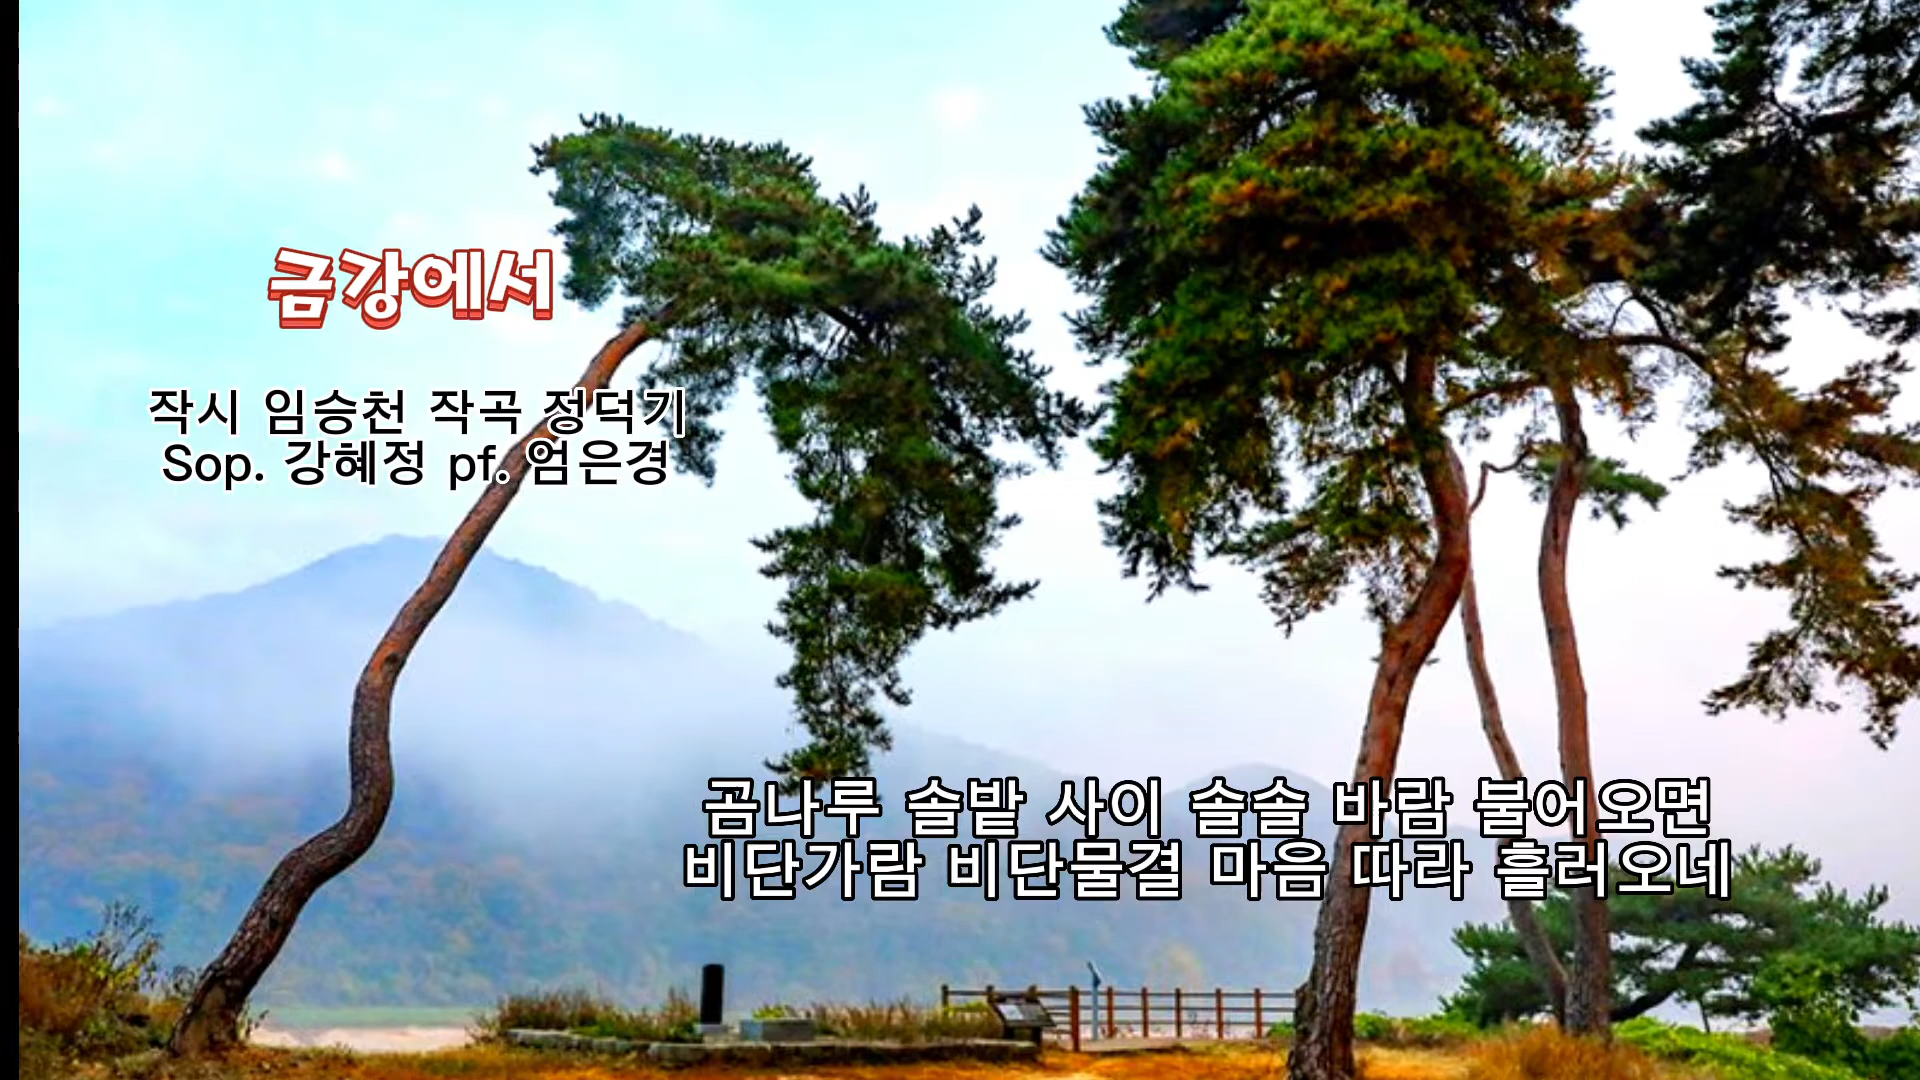 금강에서
작시 임승천 작곡 정덕기
Sop. 강혜정 pf. 엄은경
곰나루 솔밭 사이 솔솔 바람 불어오면
비단가람 비단물결 마음 따라 흘러오네